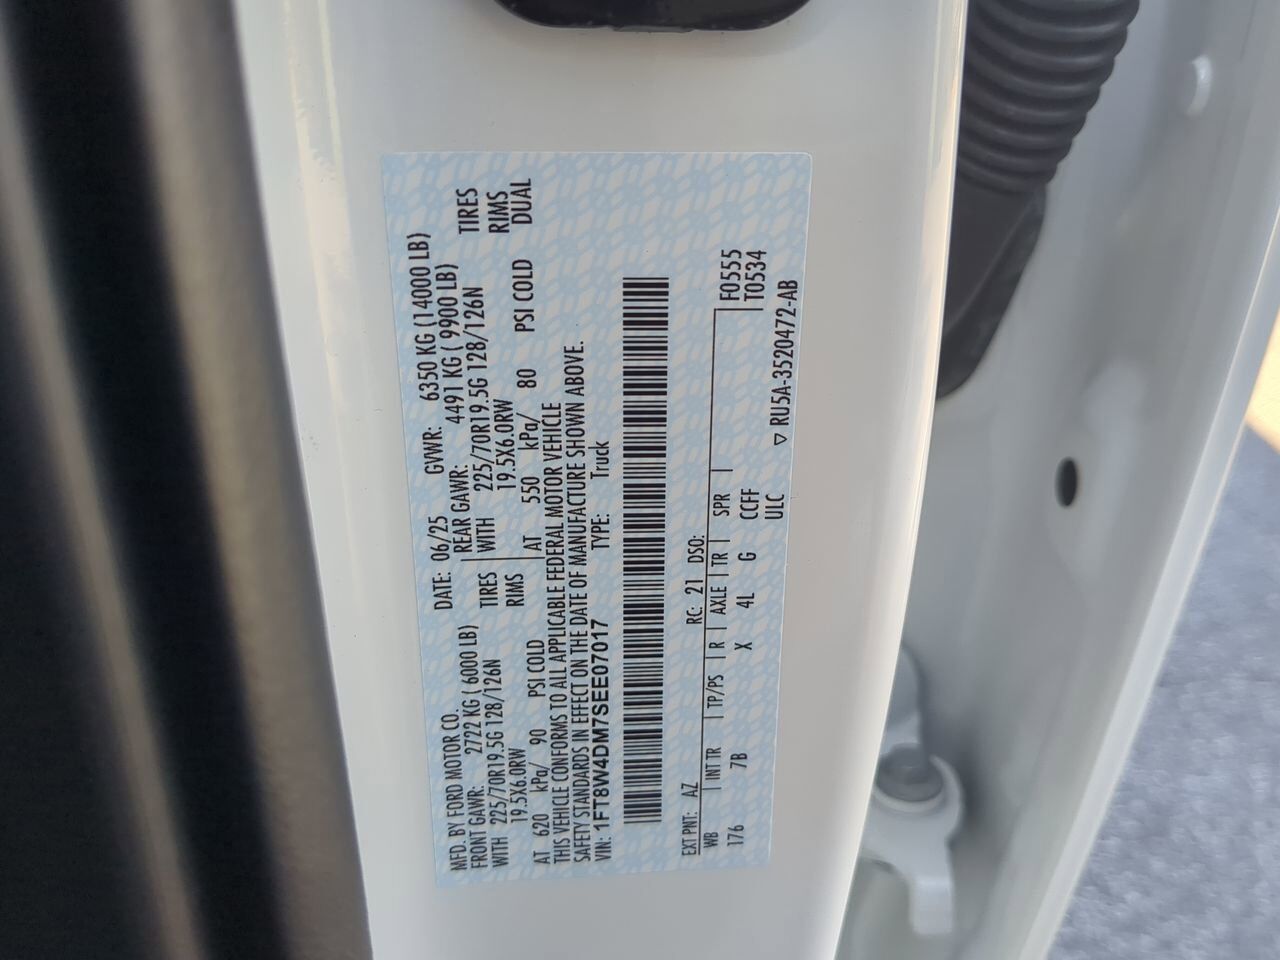 MFD. BY FORD MOTOR CO. DATE: 06/25 GVWR: 6350 KG (14000 LB)
FRONT GAWR: 2722 KG ( 6000 LB) REAR GAWR: 4491 KG ( 9900 LB)
WITH 225/70R19.5G 128/126N TIRES WITH 225/70R19.5G 128/126N TIRES
19.5X6.0RW RIMS 19.5X6.0RW RIMS
AT 620 kPa/ 90 PSI COLD AT 550 kPa/ 80 PSI COLD DUAL
THIS VEHICLE CONFORMS TO ALL APPLICABLE FEDERAL MOTOR VEHICLE
SAFETY STANDARDS IN EFFECT ON THE DATE OF MANUFACTURE SHOWN ABOVE.
VIN: 1FT8W4DM7SEE07017 TYPE: Truck
EXT PNT: AZ RC: 21 DSO:
WB INT TR TP/PS R AXLE TR SPR F0555
176 7B X 4L G CCFF T0534
ULC
▽ RU5A-3520472-AB